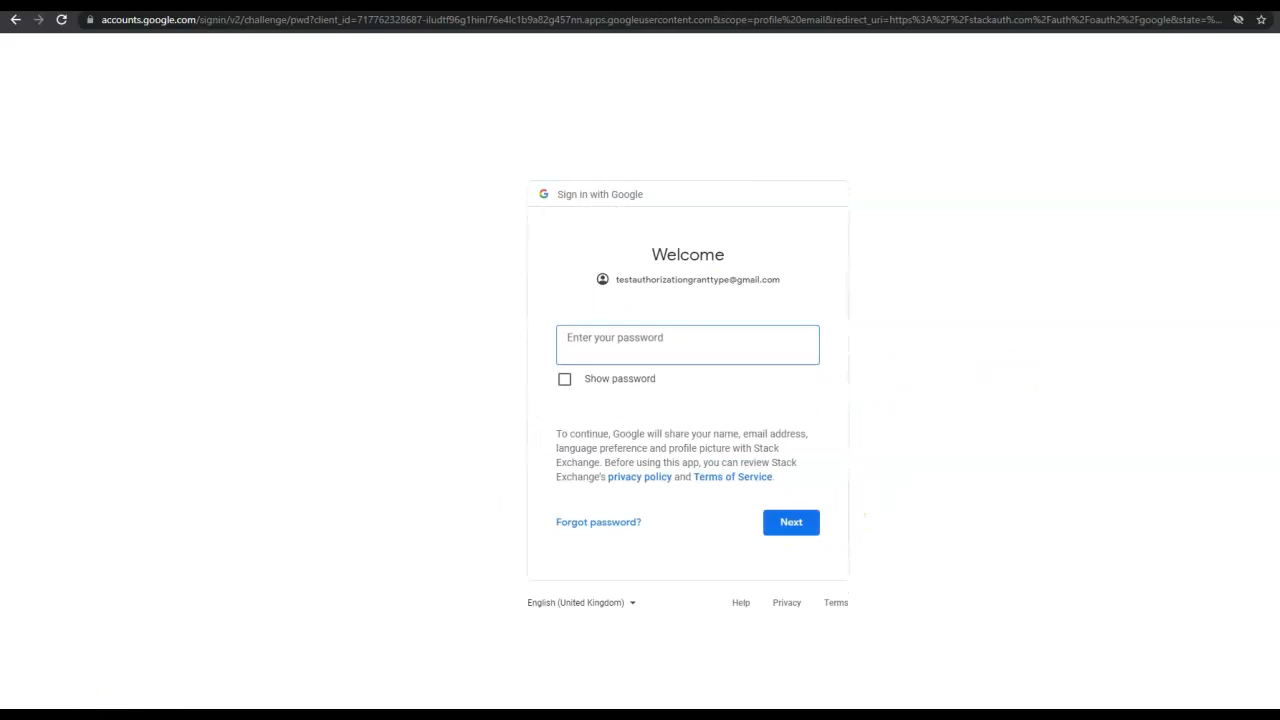 accounts.google.com/signin/v2/challenge/pwd?client_id=717762328687-iludtf96g1hinl76e4lc1b9a82g457nn.apps.googleusercontent.com&scope=profile%20email&redirect_uri=https%3A%2F%2Fstackauth.com%2Fauth%2Foauth2%2Fgoogle&state=%...
Sign in with Google
Welcome
testauthorizationgranttype@gmail.com
Enter your password
Show password
To continue, Google will share your name, email address,
language preference and profile picture with Stack
Exchange. Before using this app, you can review Stack
Exchange's privacy policy and Terms of Service.
Forgot password?
Next
English (United Kingdom)
Help
Privacy
Terms